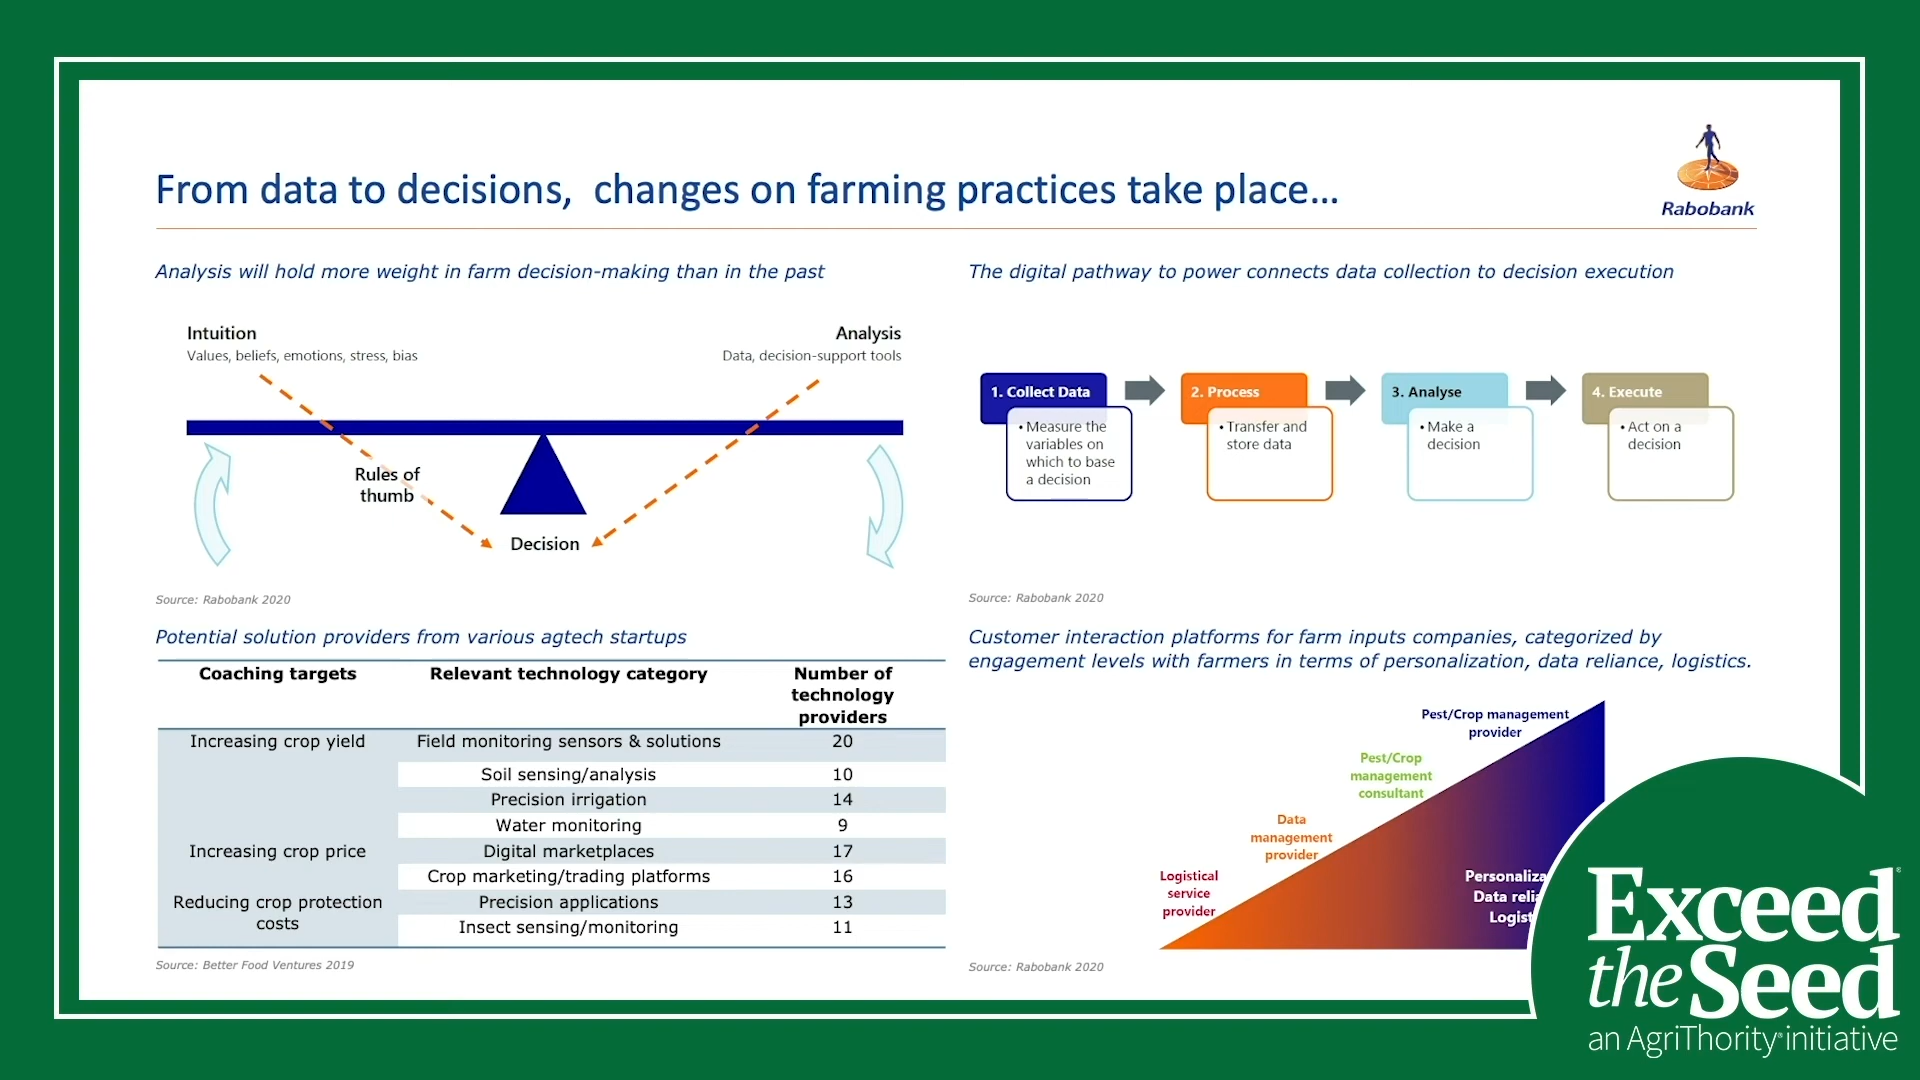 From data to decisions,  changes on farming practices take place...
Rabobank
Analysis will hold more weight in farm decision-making than in the past
Intuition
Values, beliefs, emotions, stress, bias
Analysis
Data, decision-support tools
Rules of
thumb
Decision
Source: Rabobank 2020
The digital pathway to power connects data collection to decision execution
1. Collect Data
• Measure the
variables on
which to base
a decision
2. Process
• Transfer and
store data
3. Analyse
• Make a
decision
4. Execute
• Act on a
decision
Source: Rabobank 2020
Potential solution providers from various agtech startups
Coaching targets Relevant technology category Number of
technology
providers
Increasing crop yield Field monitoring sensors & solutions 20
Soil sensing/analysis 10
Precision irrigation 14
Water monitoring 9
Increasing crop price Digital marketplaces 17
Crop marketing/trading platforms 16
Reducing crop protection Precision applications 13
costs Insect sensing/monitoring 11
Source: Better Food Ventures 2019
Customer interaction platforms for farm inputs companies, categorized by
engagement levels with farmers in terms of personalization, data reliance, logistics.
Pest/Crop management
provider
Pest/Crop
management
consultant
Data
management
provider
Logistical
service
provider
Data
Source: Rabobank 2020
Exceed
the Seed
an AgriThority® initiative